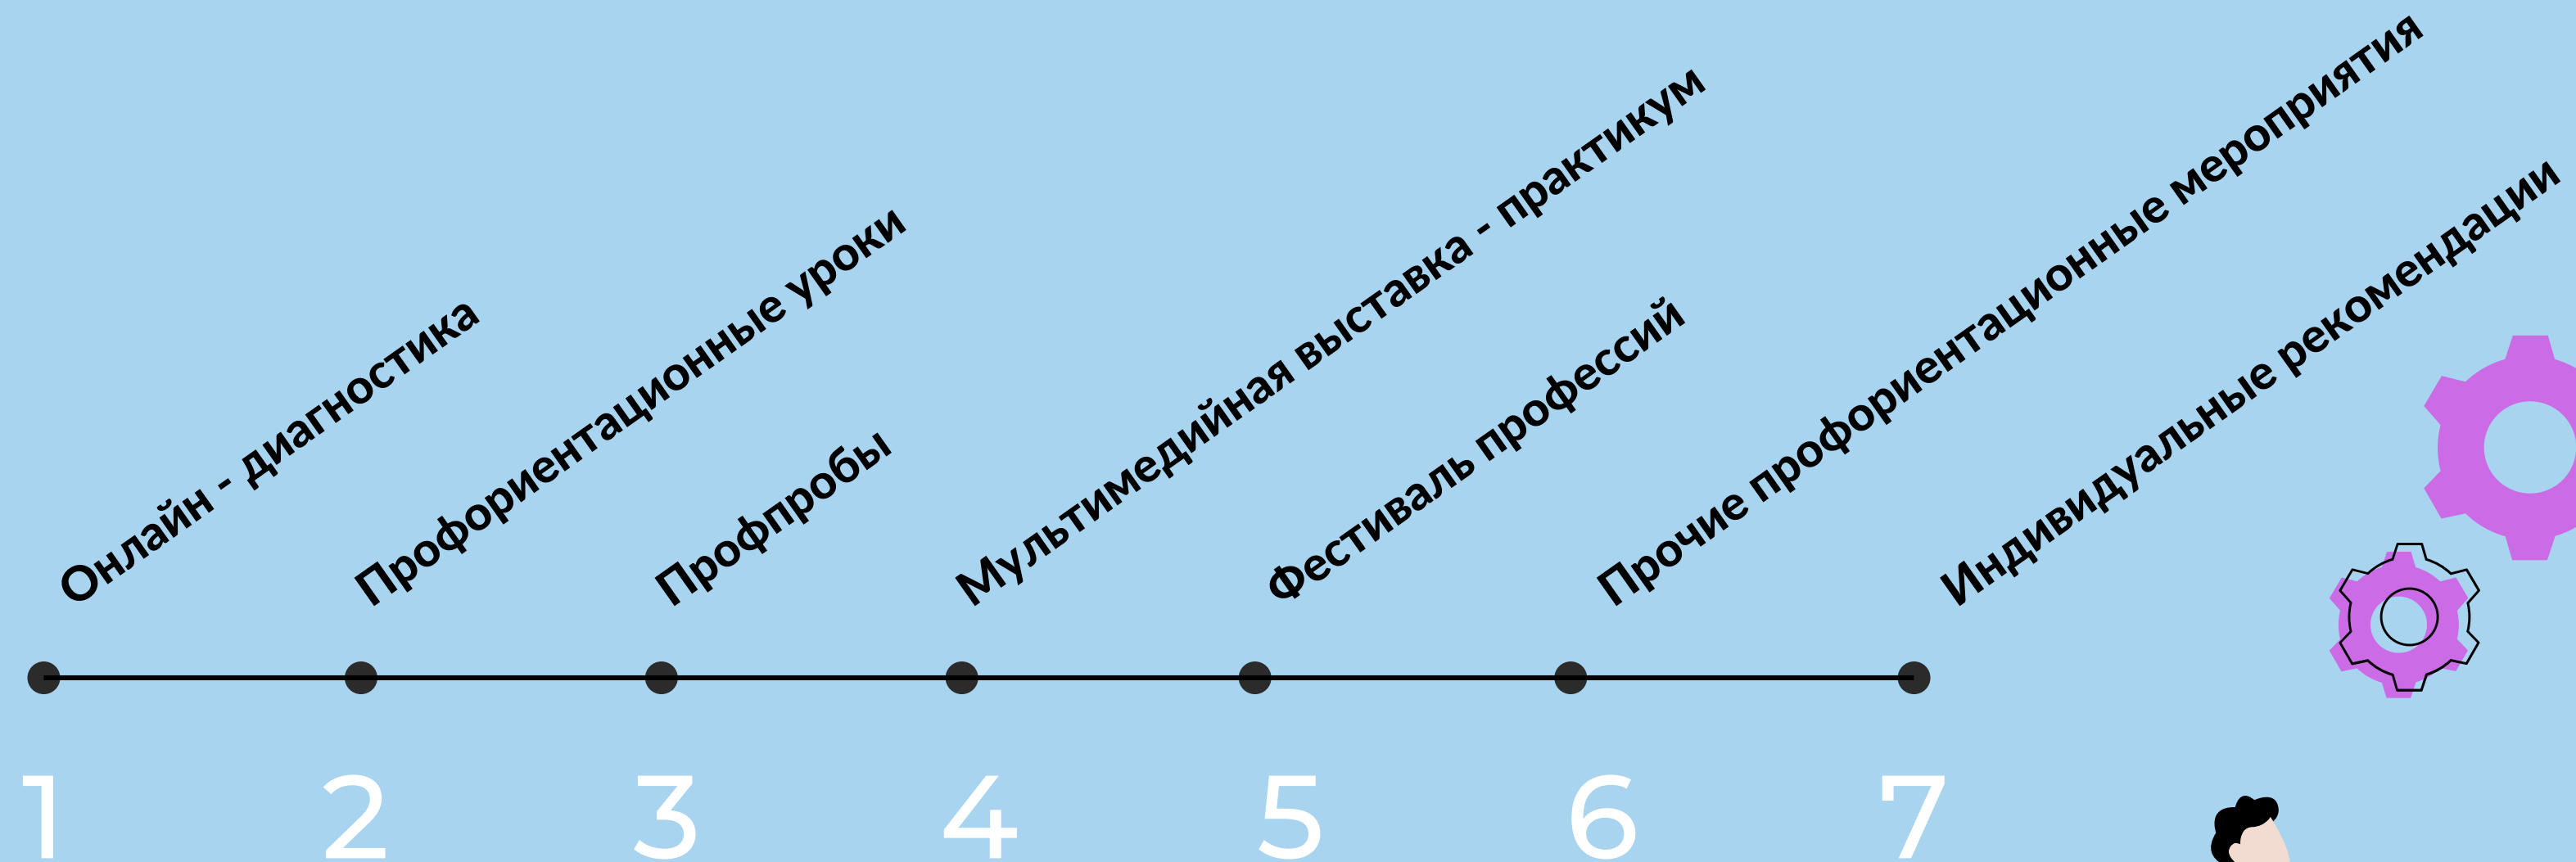 Онлайн - диагностика
Профориентационные уроки
Профпробы
Мультимедийная выставка - практикум
Фестиваль профессий
Прочие профориентационные мероприятия
Индивидуальные рекомендации
1 2 3 4 5 6 7